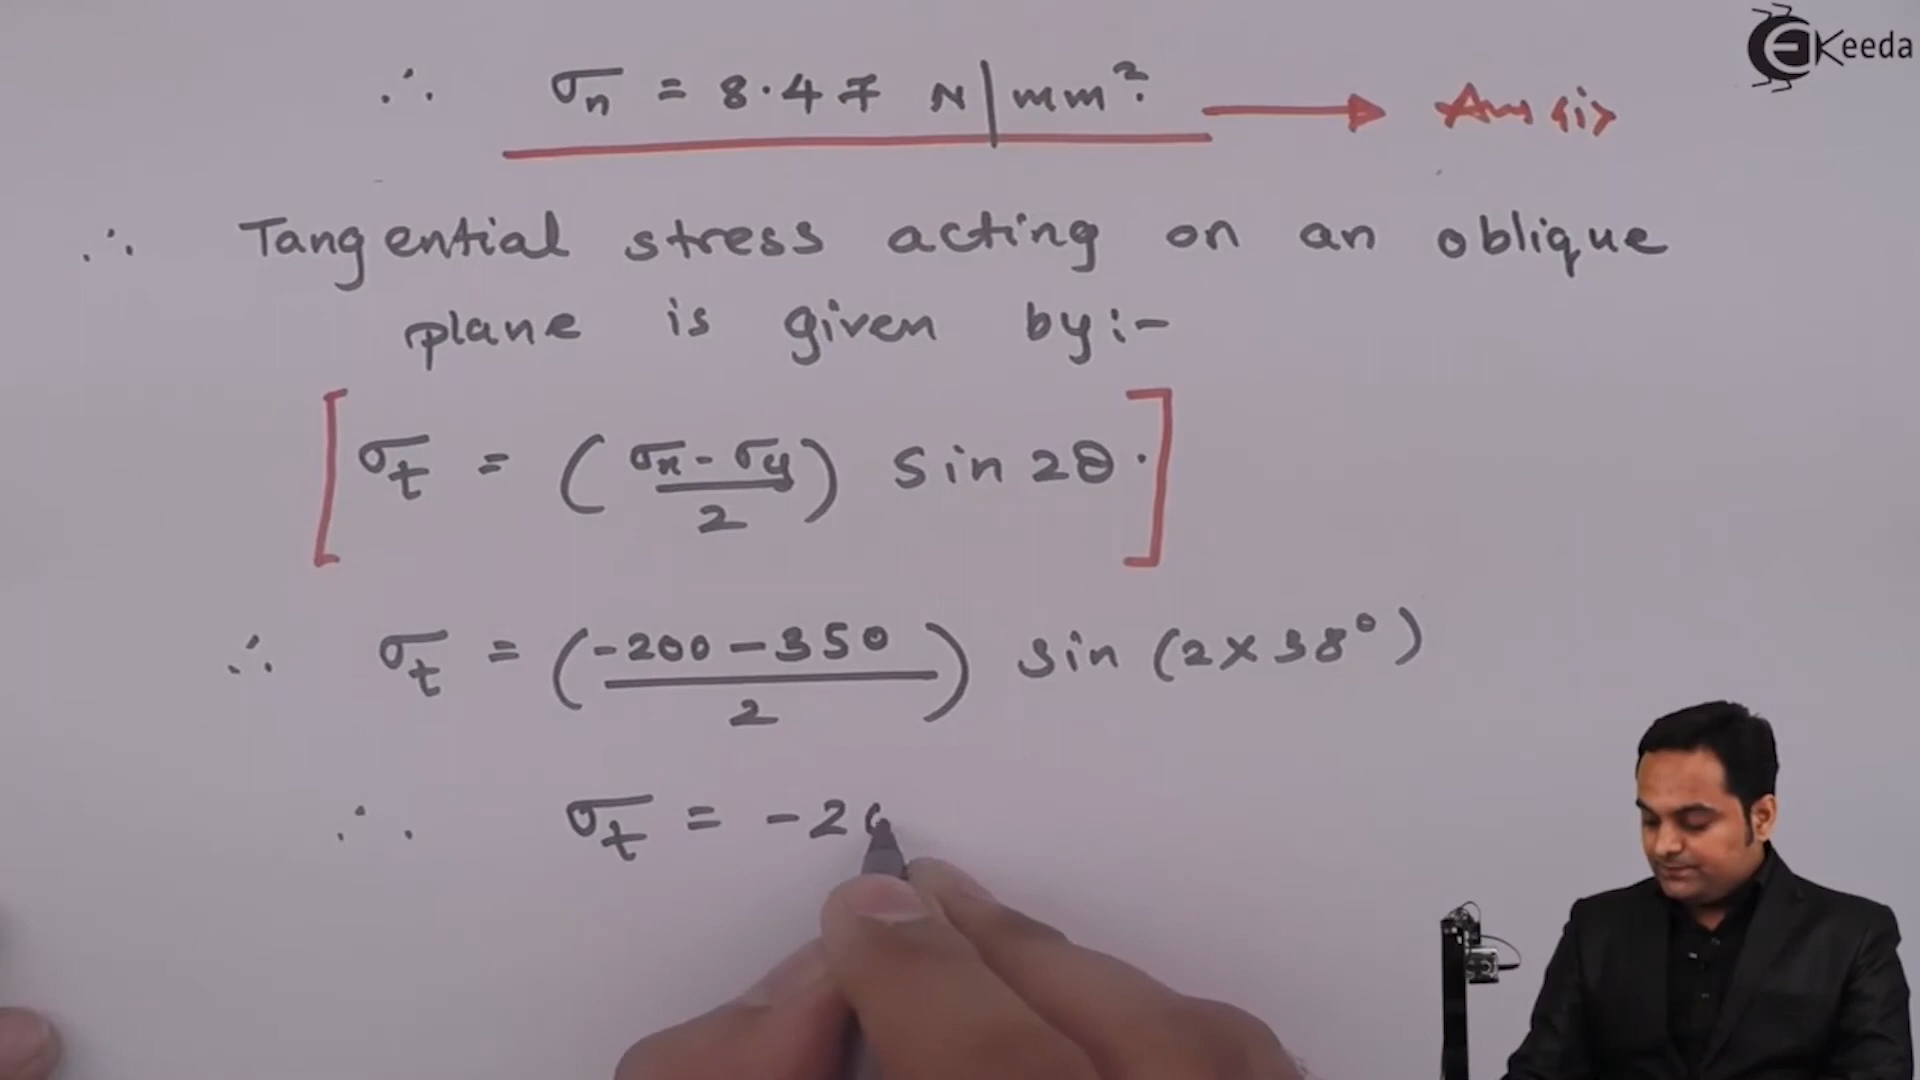 Keeda
∴ σn = 8.47 N/mm² → Ans (i)
∴ Tangential stress acting on an oblique
plane is given by:-
[σt = (σx - σy / 2) sin 2θ.]
∴ σt = (-200 - 350 / 2) sin (2 × 38°)
∴ σt = -2